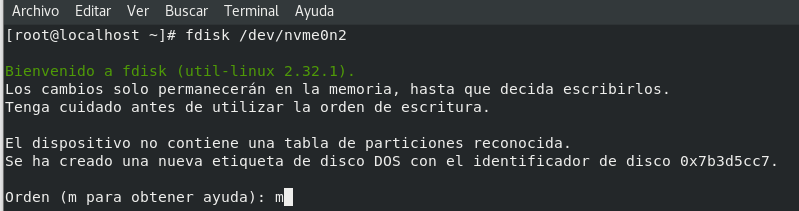 Archivo Editar Ver Buscar Terminal Ayuda
[root@localhost ~]# fdisk /dev/nvme0n2
Bienvenido a fdisk (util-linux 2.32.1).
Los cambios solo permanecerán en la memoria, hasta que decida escribirlos.
Tenga cuidado antes de utilizar la orden de escritura.
El dispositivo no contiene una tabla de particiones reconocida.
Se ha creado una nueva etiqueta de disco DOS con el identificador de disco 0x7b3d5cc7.
Orden (m para obtener ayuda): m